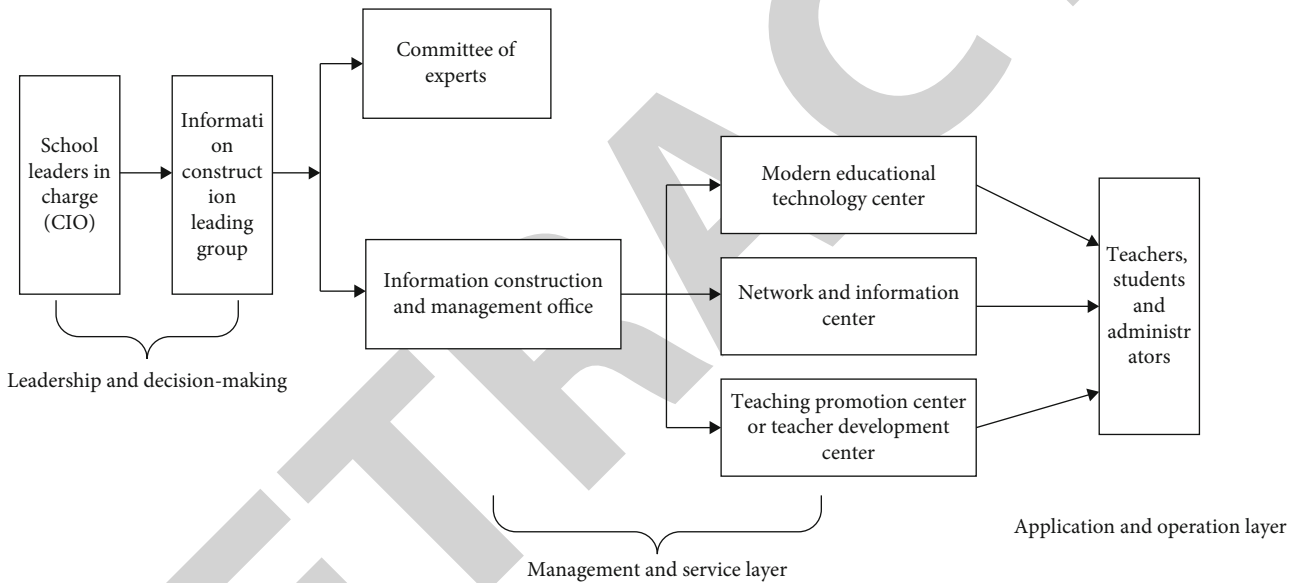 School
leaders in
charge
(CIO)
Informati
on
construct
ion
leading
group
Committee of
experts
Information construction
and management office
Modern educational
technology center
Network and information
center
Teaching promotion center
or teacher development
center
Teachers,
students
and
administr
ators
Leadership and decision-making
Management and service layer
Application and operation layer